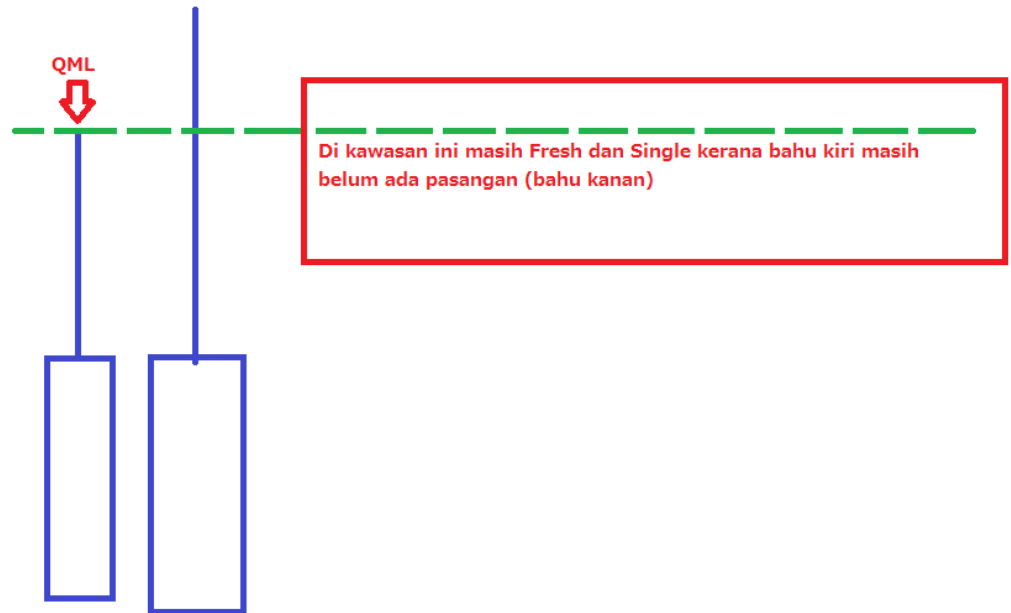 QML
Di kawasan ini masih Fresh dan Single kerana bahu kiri masih
belum ada pasangan (bahu kanan)